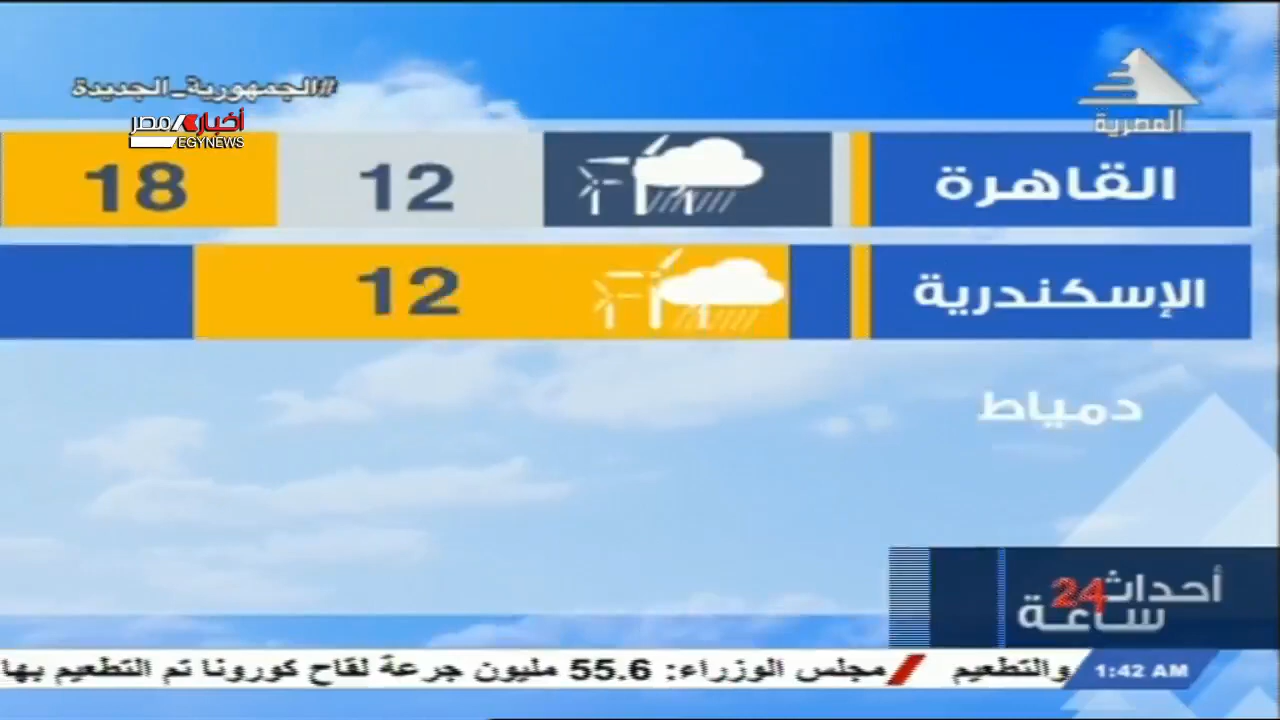 #الجمهورية_الجديدة
المصرية
أخبار مصر
EGYNEWS
القاهرة 12 18
الإسكندرية 12
دمياط
أحداث 24 ساعة
1:42 AM
والتطعيم / مجلس الوزراء: 55.6 مليون جرعة لقاح كورونا تم التطعيم بها